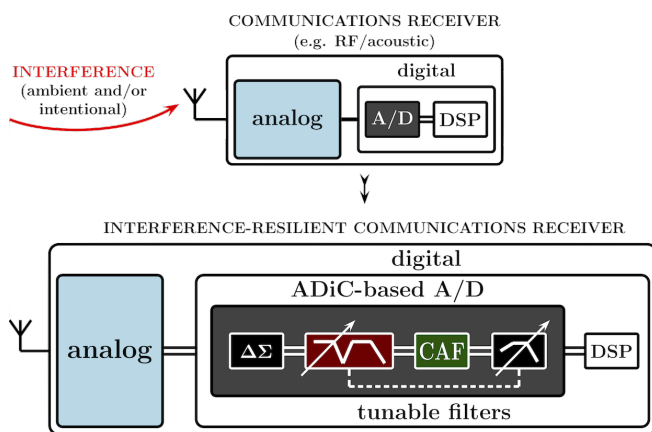 COMMUNICATIONS RECEIVER
(e.g. RF/acoustic)
INTERFERENCE
(ambient and/or
intentional)
digital
analog
A/D
DSP
INTERFERENCE-RESILIENT COMMUNICATIONS RECEIVER
digital
ADiC-based A/D
analog
ΔΣ
CAF
DSP
tunable filters